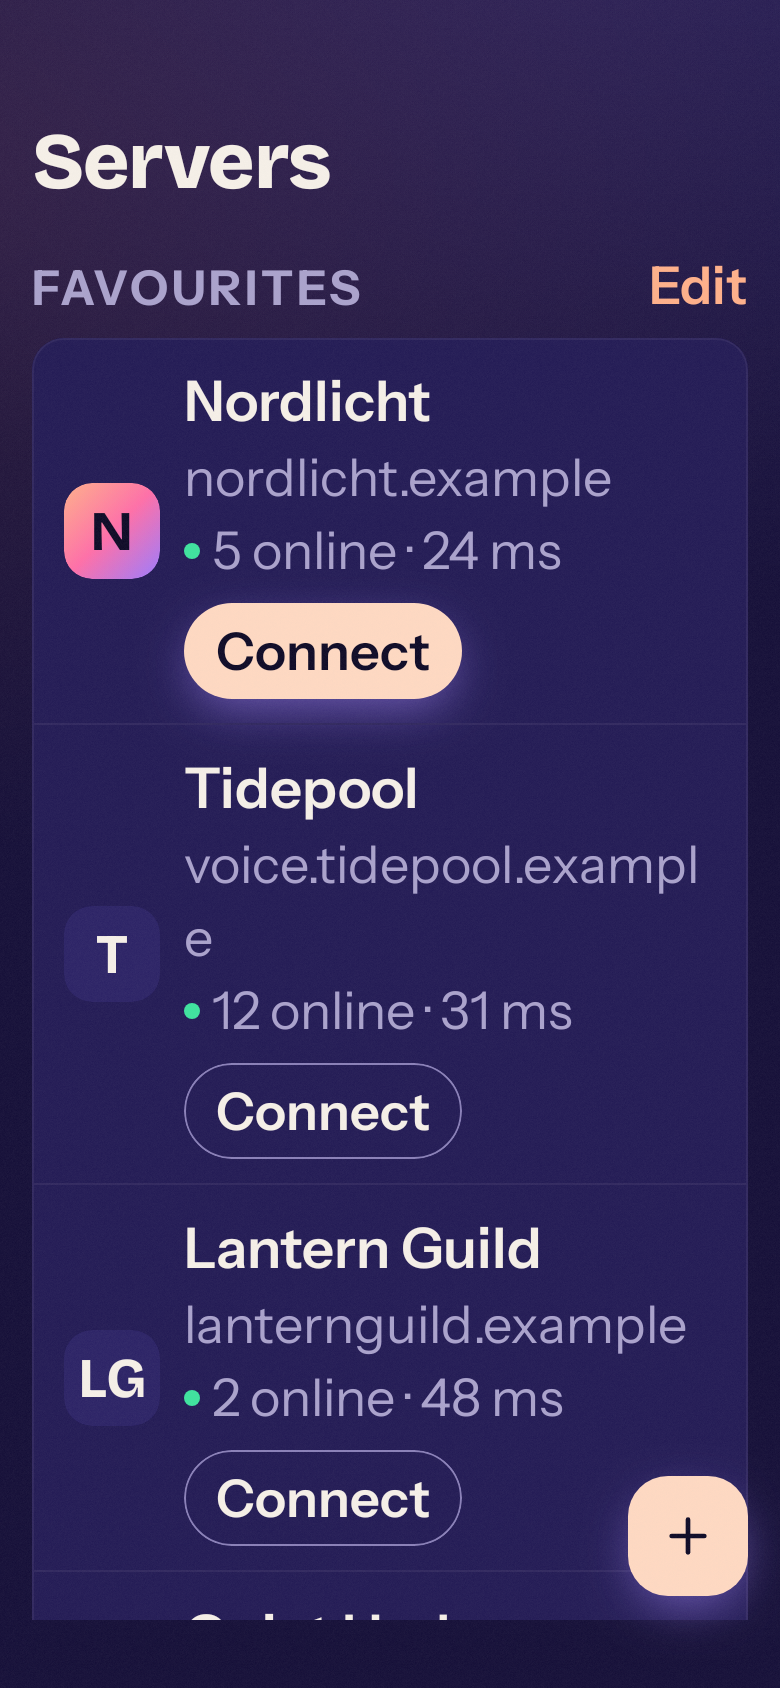 Servers
FAVOURITES Edit
Nordlicht
nordlicht.example
N
5 online · 24 ms
Connect
Tidepool
voice.tidepool.exampl
e
T
12 online · 31 ms
Connect
Lantern Guild
lanternguild.example
LG
2 online · 48 ms
Connect
+